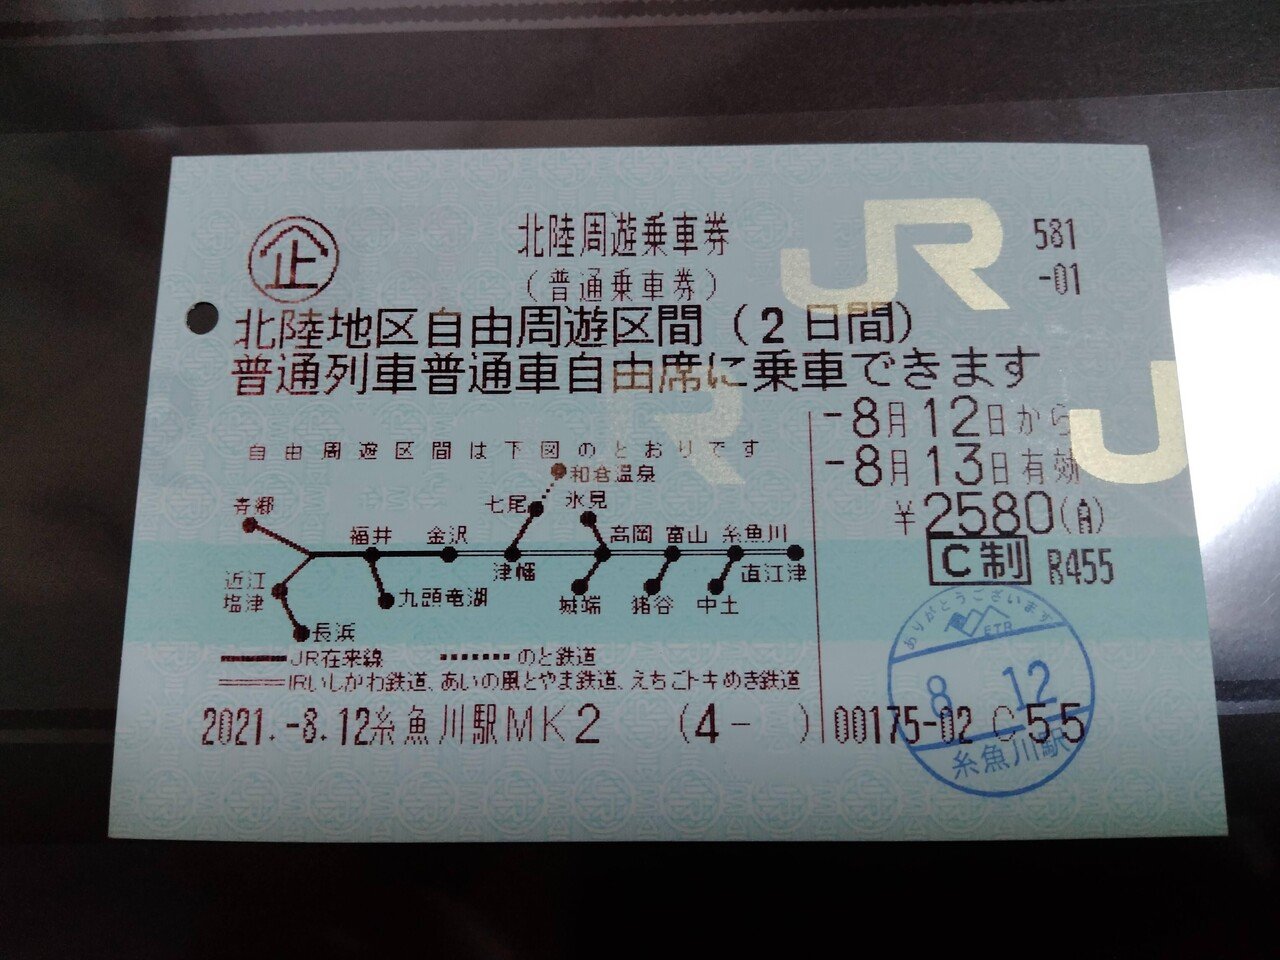 企
北陸周遊乗車券
581
(普通乗車券)
-01
JR
北陸地区自由周遊区間(2日間)
普通列車普通車自由席に乗車できます
-8月12日から
-8月13日有効
¥2580(自)
C制 R455
自由周遊区間は下図のとおりです
和倉温泉
七尾 氷見
青郷
福井 金沢 高岡 富山 糸魚川
津幡 直江津
近江塩津
九頭竜湖 城端 猪谷 中土
長浜
JR在来線 のと鉄道
IRいしかわ鉄道、あいの風とやま鉄道、えちごトキめき鉄道
2021.-8.12糸魚川駅MK2 (4- ) 00175-02 C55
ありがとうございます
ETR
8. 12
糸魚川駅